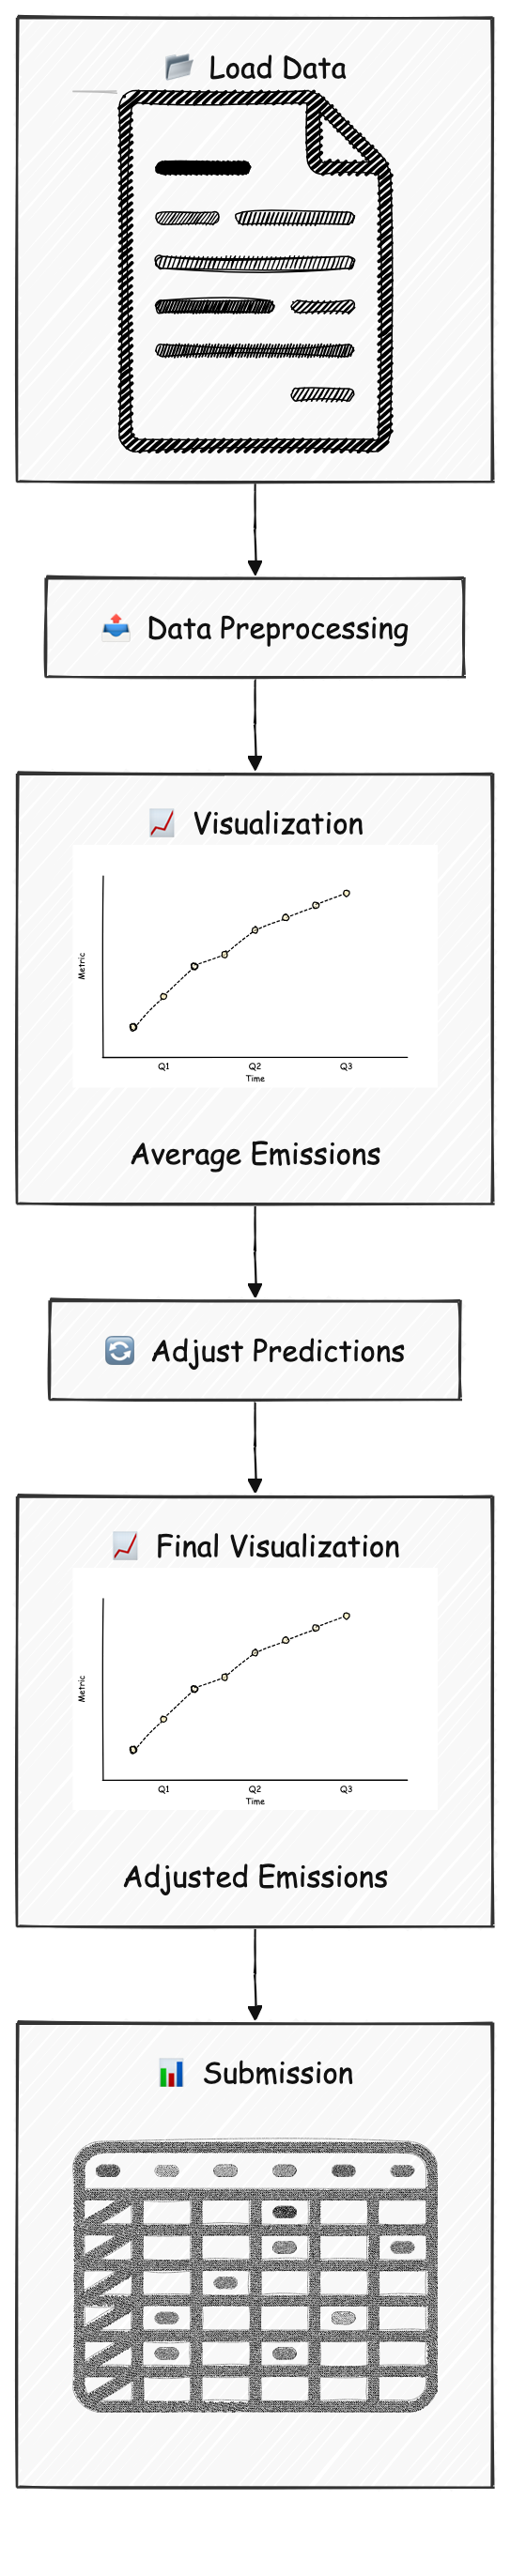 Load Data
Data Preprocessing
Visualization
Metric
Q1 Q2 Q3
Time
Average Emissions
Adjust Predictions
Final Visualization
Metric
Q1 Q2 Q3
Time
Adjusted Emissions
Submission